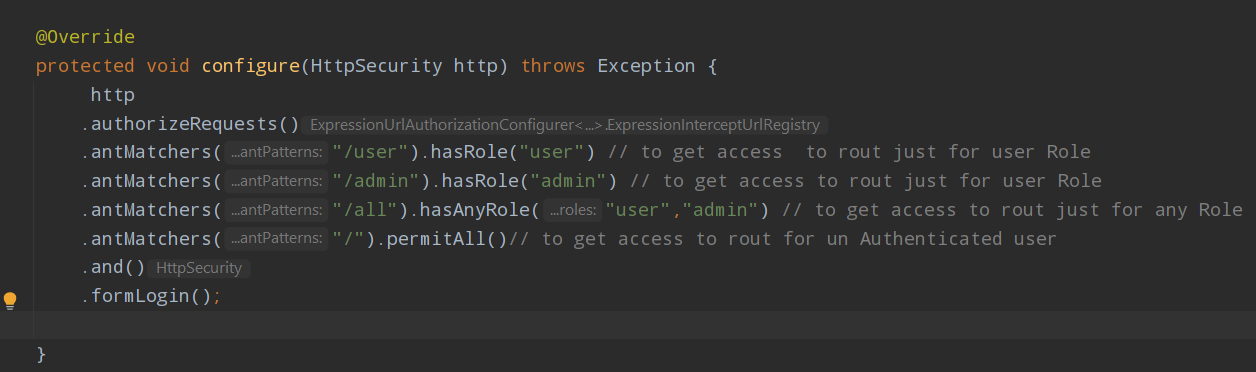 @Override
protected void configure(HttpSecurity http) throws Exception {
http
.authorizeRequests() ExpressionUrlAuthorizationConfigurer<...>.ExpressionInterceptUrlRegistry
.antMatchers( ...antPatterns: "/user").hasRole("user") // to get access  to rout just for user Role
.antMatchers( ...antPatterns: "/admin").hasRole("admin") // to get access to rout just for user Role
.antMatchers( ...antPatterns: "/all").hasAnyRole( ...roles: "user","admin") // to get access to rout just for any Role
.antMatchers( ...antPatterns: "/").permitAll()// to get access to rout for un Authenticated user
.and() HttpSecurity
.formLogin();
}